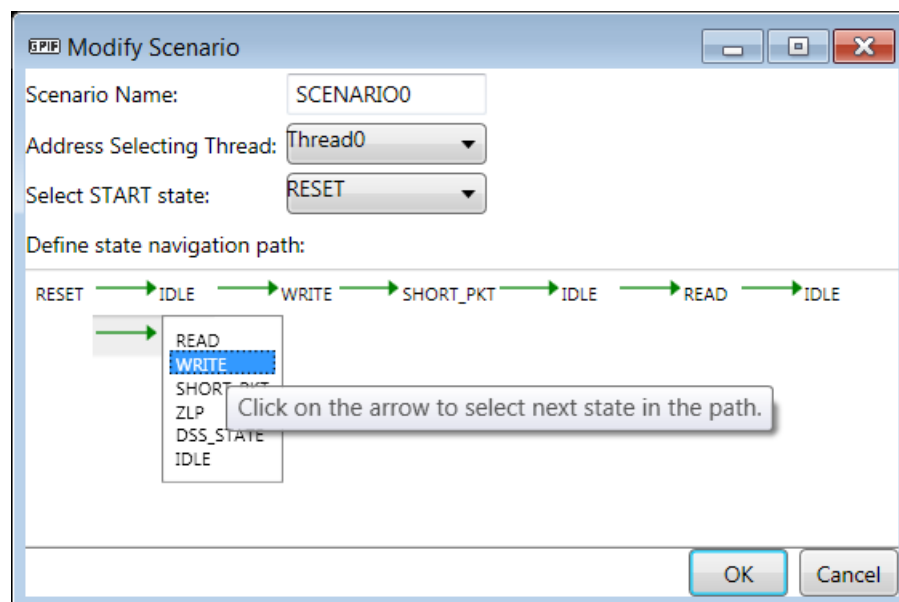 GPIF Modify Scenario
Scenario Name: SCENARIO0
Address Selecting Thread: Thread0
Select START state: RESET
Define state navigation path:
RESET IDLE WRITE SHORT_PKT IDLE READ IDLE
READ
WRITE
SHORT_PKT
Click on the arrow to select next state in the path.
ZLP
DSS_STATE
IDLE
OK Cancel